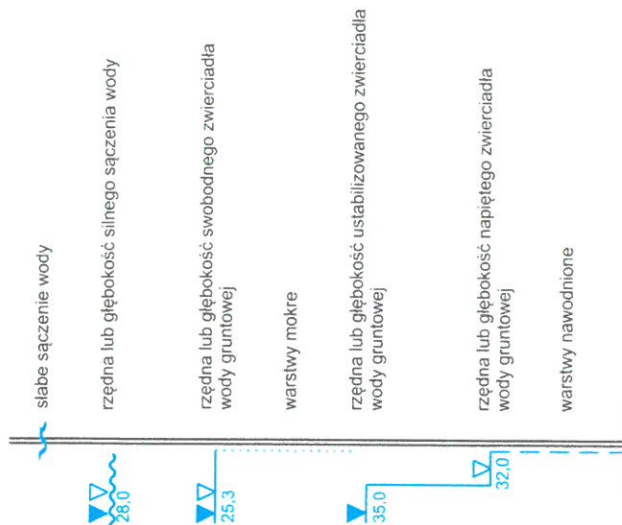 słabe sączenie wody
28,0
rzędna lub głębokość silnego sączenia wody
25,3
rzędna lub głębokość swobodnego zwierciadła
wody gruntowej
warstwy mokre
35,0
rzędna lub głębokość ustabilizowanego zwierciadła
wody gruntowej
32,0
rzędna lub głębokość napiętego zwierciadła
wody gruntowej
warstwy nawodnione